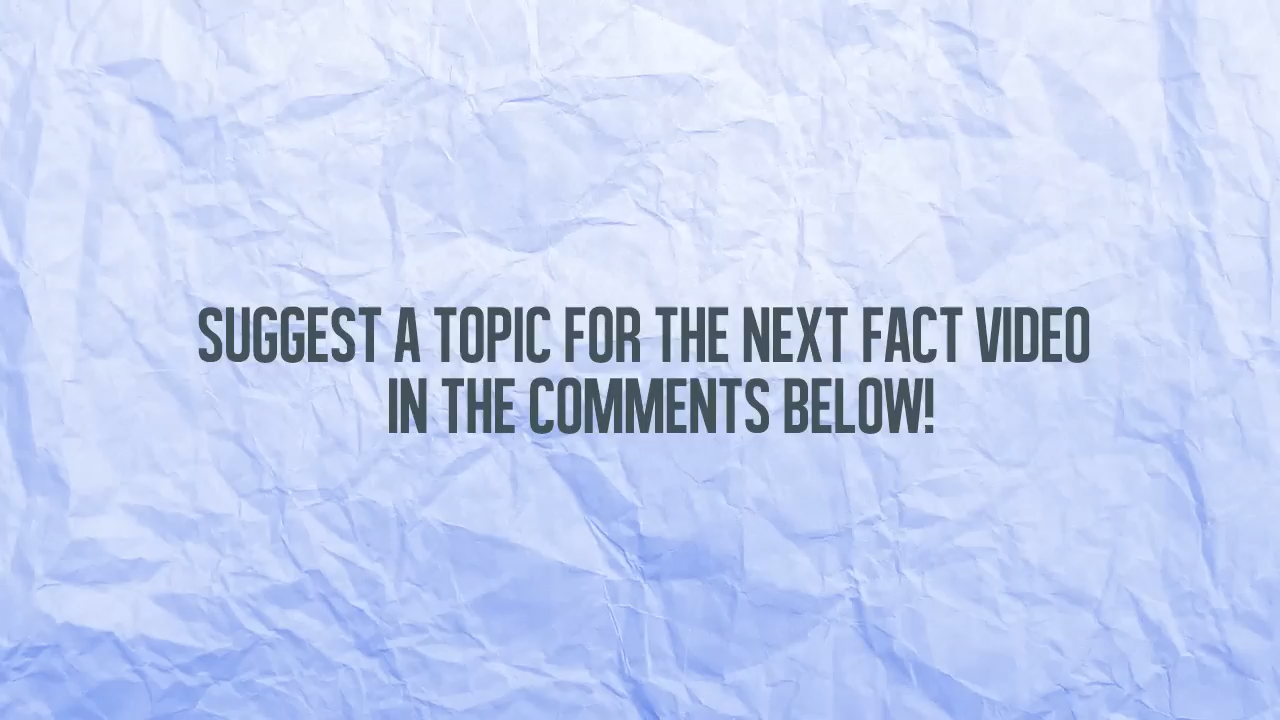 SUGGEST A TOPIC FOR THE NEXT FACT VIDEO
IN THE COMMENTS BELOW!